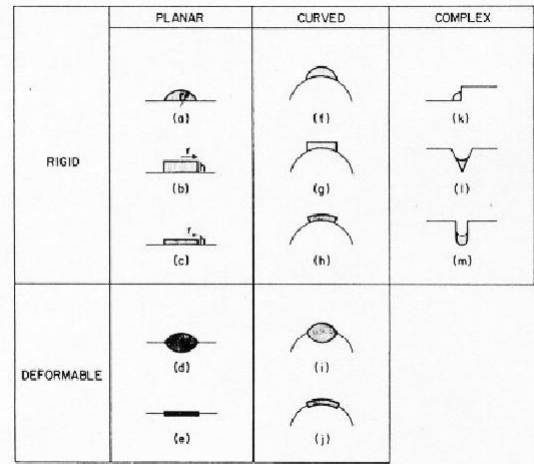 PLANAR CURVED COMPLEX
r
(a) (f) (k)
RIGID
r h
(b) (g) (l)
r h
(c) (h) (m)
(d) (i)
DEFORMABLE
(e) (j)